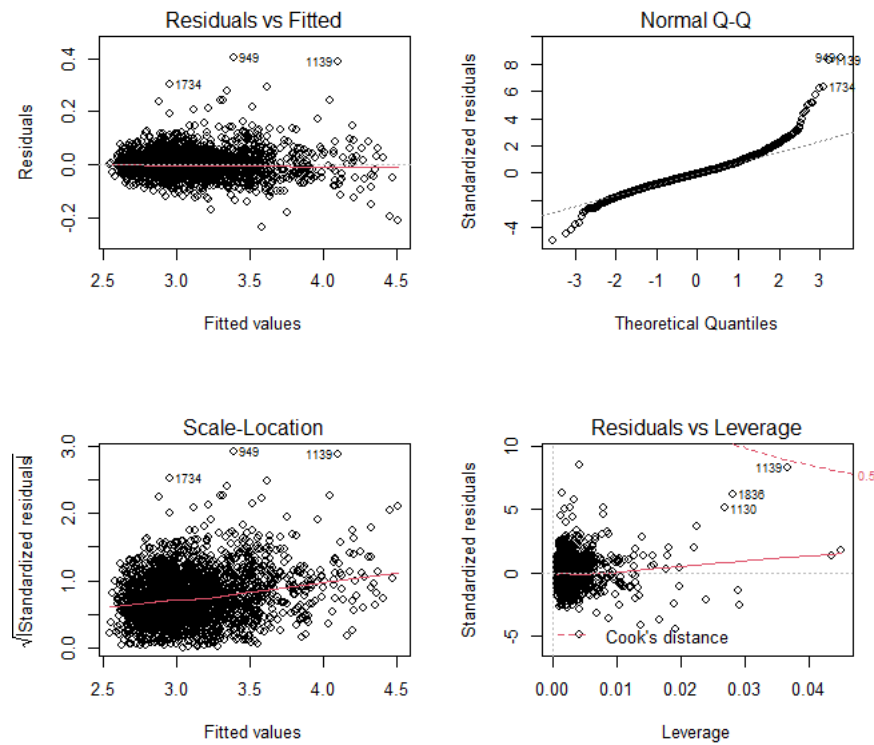 Residuals vs Fitted
Residuals
0.4
0.2
0.0
-0.2
949
1139
1734
2.5 3.0 3.5 4.0 4.5
Fitted values
Normal Q-Q
Standardized residuals
8
6
4
2
0
-4
949
1139
1734
-3 -2 -1 0 1 2 3
Theoretical Quantiles
Scale-Location
√|Standardized residuals|
3.0
2.0
1.0
0.0
949
1139
1734
2.5 3.0 3.5 4.0 4.5
Fitted values
Residuals vs Leverage
Standardized residuals
10
5
0
-5
1139
0.5
1836
1130
Cook's distance
0.00 0.01 0.02 0.03 0.04
Leverage